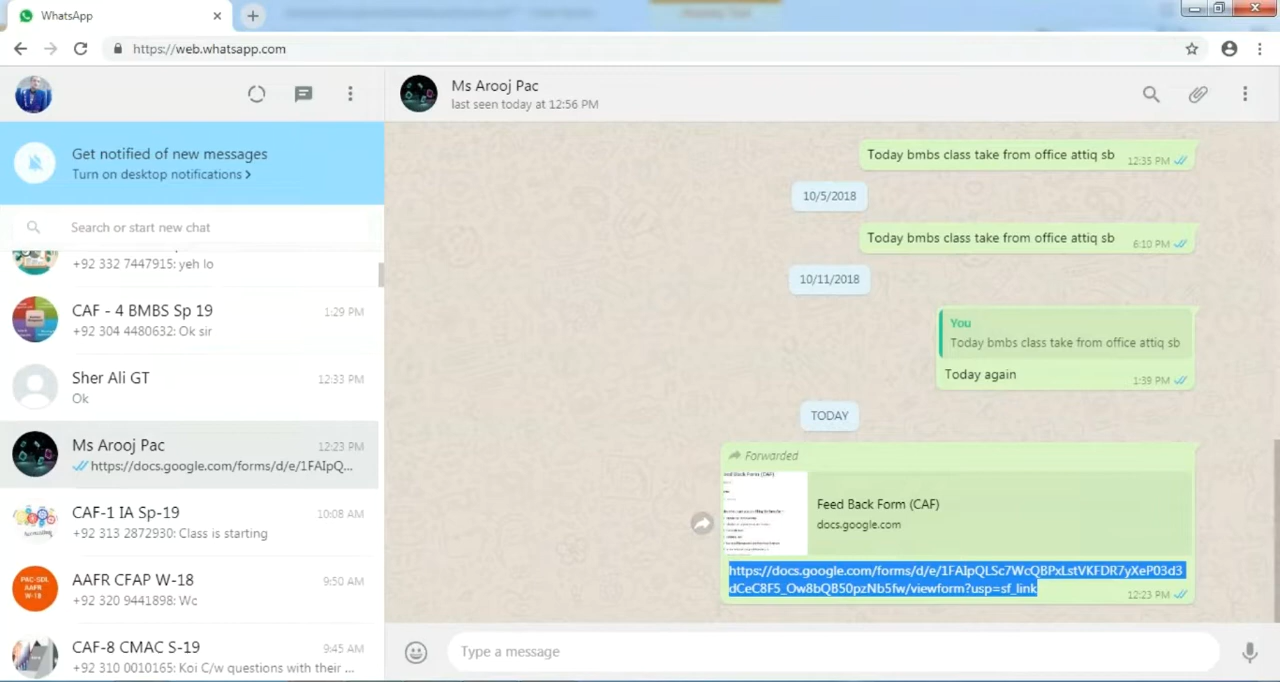 WhatsApp
https://web.whatsapp.com
Ms Arooj Pac
last seen today at 12:56 PM
Get notified of new messages
Turn on desktop notifications >
Search or start new chat
+92 332 7447915: yeh lo
CAF - 4 BMBS Sp 19
1:29 PM
+92 304 4480632: Ok sir
Sher Ali GT
12:33 PM
Ok
Ms Arooj Pac
12:23 PM
https://docs.google.com/forms/d/e/1FAIpQ...
CAF-1 IA Sp-19
10:08 AM
+92 313 2872930: Class is starting
PAC-SDL
AAFR
W-18
AAFR CFAP W-18
9:50 AM
+92 320 9441898: Wc
CAF-8 CMAC S-19
9:45 AM
+92 310 0010165: Koi C/w questions with their ...
Today bmbs class take from office attiq sb
12:35 PM
10/5/2018
Today bmbs class take from office attiq sb
6:10 PM
10/11/2018
You
Today bmbs class take from office attiq sb
Today again
1:39 PM
TODAY
Forwarded
Feed Back Form (CAF)
Feed Back Form (CAF)
docs.google.com
https://docs.google.com/forms/d/e/1FAIpQLSc7WcQBPxLstVKFDR7yXeP03d3
dCeC8F5_Ow8bQB50pzNb5fw/viewform?usp=sf_link
12:23 PM
Type a message